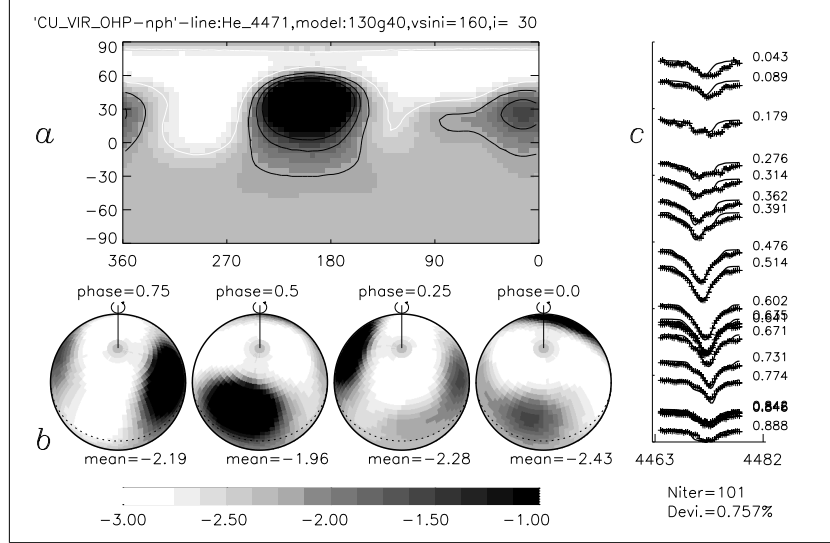 'CU_VIR_OHP-nph'-line:He_4471,model:130g40,vsini=160,i= 30
90
60
30
0
-30
-60
-90
a
360 270 180 90 0
phase=0.75 phase=0.5 phase=0.25 phase=0.0
b
mean=-2.19 mean=-1.96 mean=-2.28 mean=-2.43
-3.00 -2.50 -2.00 -1.50 -1.00
c
0.043
0.089
0.179
0.276
0.314
0.362
0.391
0.476
0.514
0.602
0.671
0.731
0.774
0.888
4463 4482
Niter=101
Devi.=0.757%